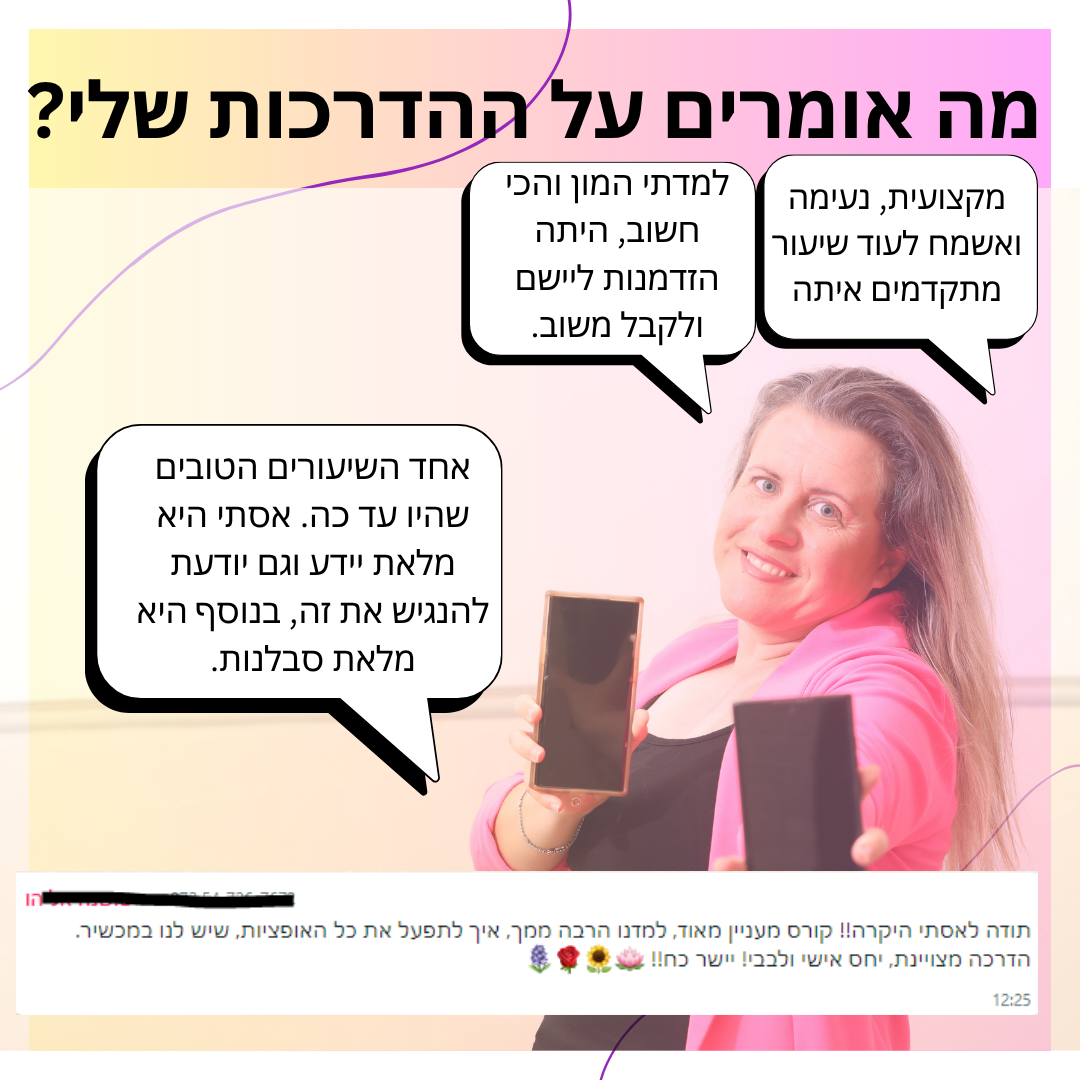 מה אומרים על ההדרכות שלי?
מקצועית, נעימה
ואשמח לעוד שיעור
מתקדמים איתה
למדתי המון והכי
חשוב, היתה
הזדמנות ליישם
ולקבל משוב.
אחד השיעורים הטובים
שהיו עד כה. אסתי היא
מלאת יידע וגם יודעת
להנגיש את זה, בנוסף היא
מלאת סבלנות.
תודה לאסתי היקרה!! קורס מעניין מאוד, למדנו הרבה ממך, איך לתפעל את כל האופציות, שיש לנו במכשיר.
הדרכה מצויינת, יחס אישי ולבבי! יישר כח!! 🪷🌻🌹🪻
12:25